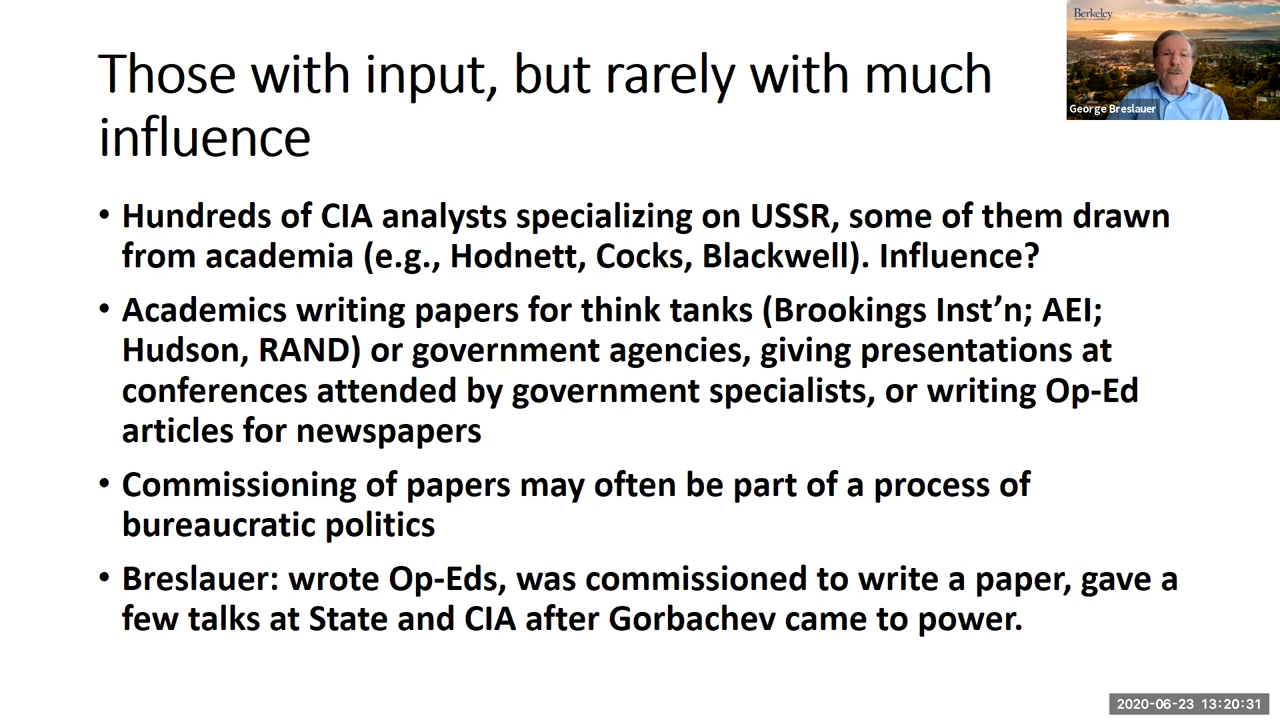 Those with input, but rarely with much
influence
Berkeley
George Breslauer
• Hundreds of CIA analysts specializing on USSR, some of them drawn
from academia (e.g., Hodnett, Cocks, Blackwell). Influence?
• Academics writing papers for think tanks (Brookings Inst’n; AEI;
Hudson, RAND) or government agencies, giving presentations at
conferences attended by government specialists, or writing Op-Ed
articles for newspapers
• Commissioning of papers may often be part of a process of
bureaucratic politics
• Breslauer: wrote Op-Eds, was commissioned to write a paper, gave a
few talks at State and CIA after Gorbachev came to power.
2020-06-23 13:20:31